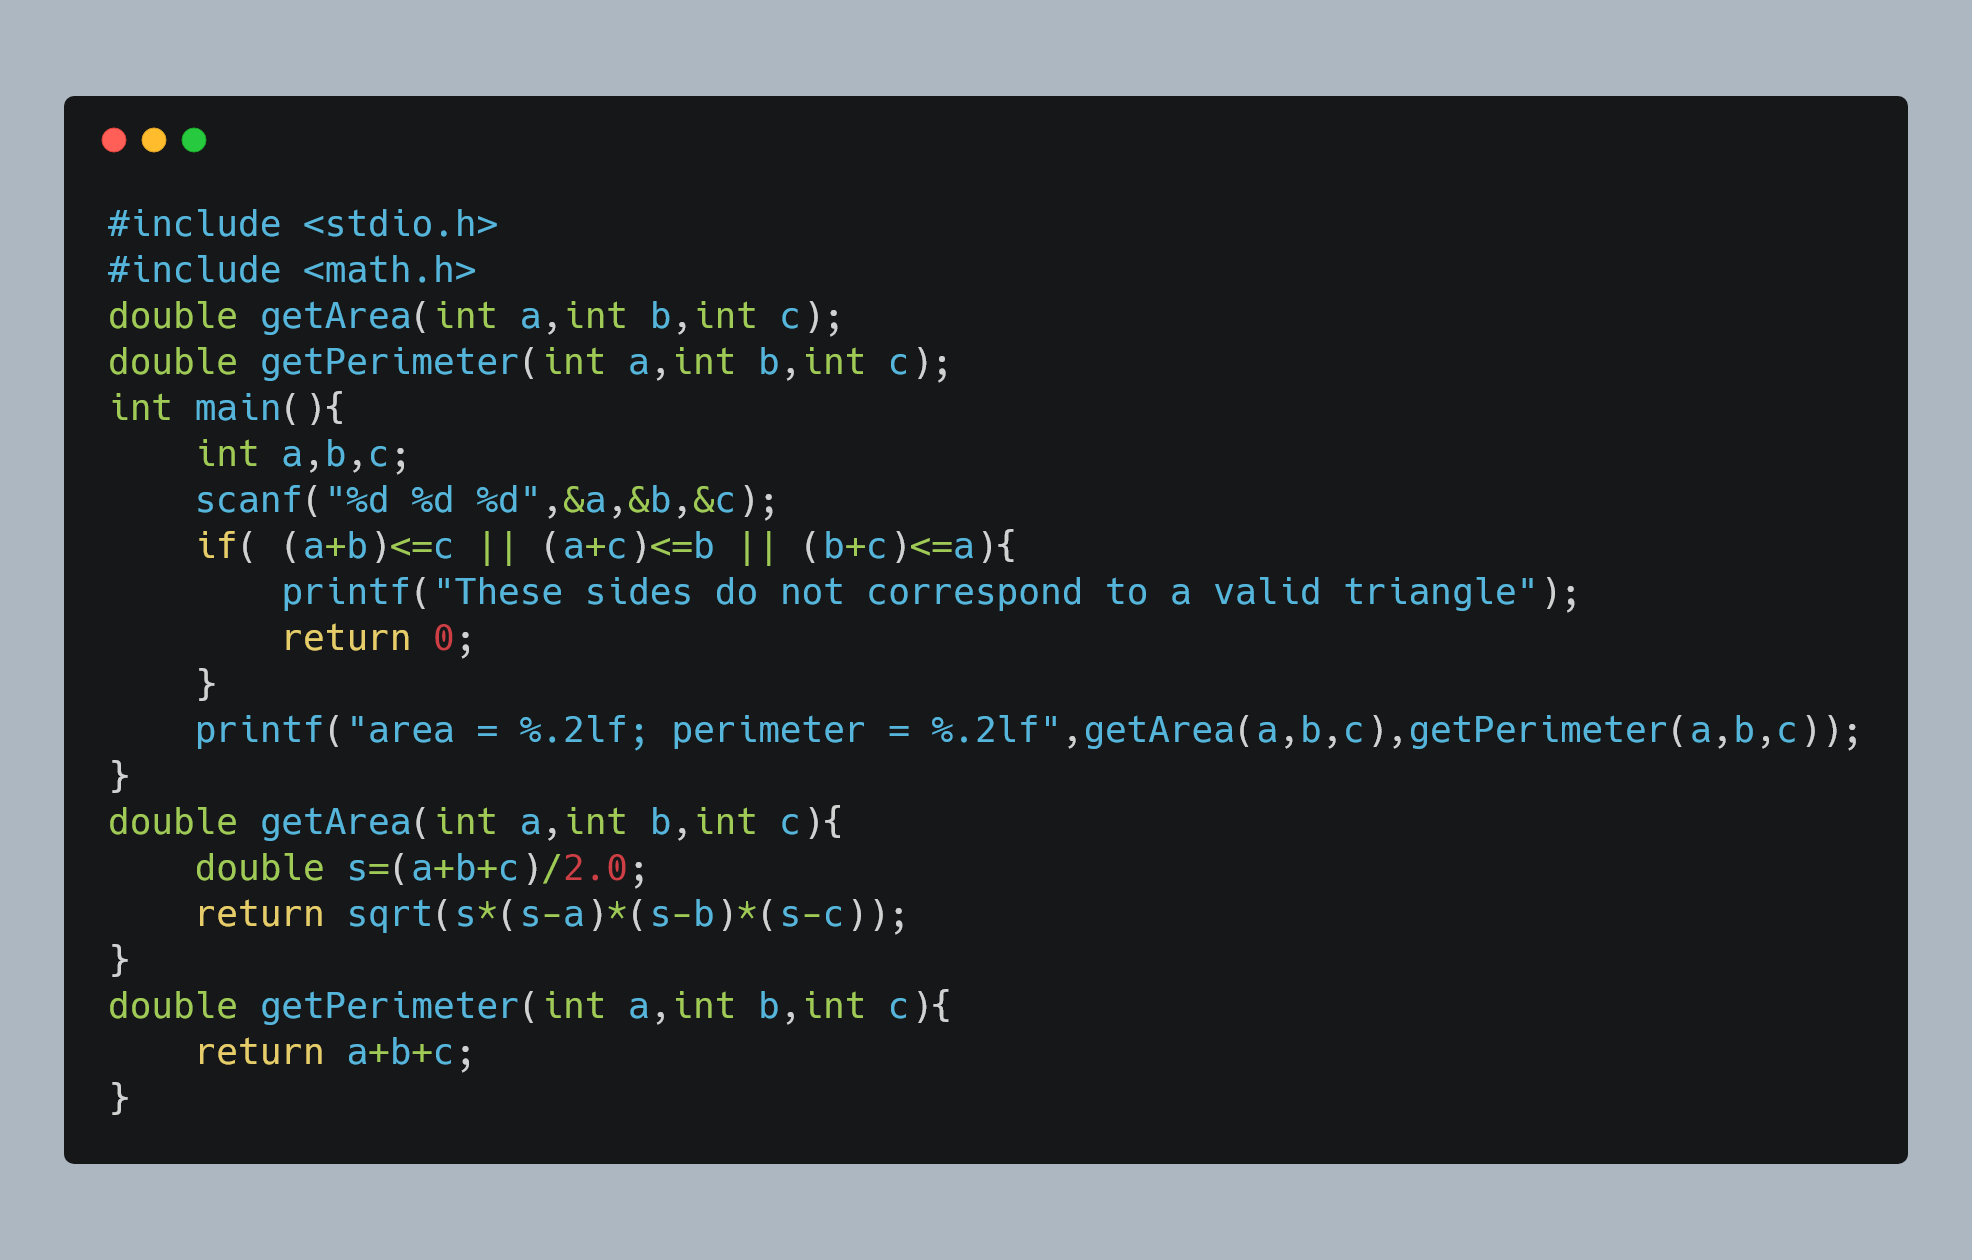 #include <stdio.h>
#include <math.h>
double getArea(int a,int b,int c);
double getPerimeter(int a,int b,int c);
int main(){
    int a,b,c;
    scanf("%d %d %d",&a,&b,&c);
    if( (a+b)<=c || (a+c)<=b || (b+c)<=a){
        printf("These sides do not correspond to a valid triangle");
        return 0;
    }
    printf("area = %.2lf; perimeter = %.2lf",getArea(a,b,c),getPerimeter(a,b,c));
}
double getArea(int a,int b,int c){
    double s=(a+b+c)/2.0;
    return sqrt(s*(s-a)*(s-b)*(s-c));
}
double getPerimeter(int a,int b,int c){
    return a+b+c;
}